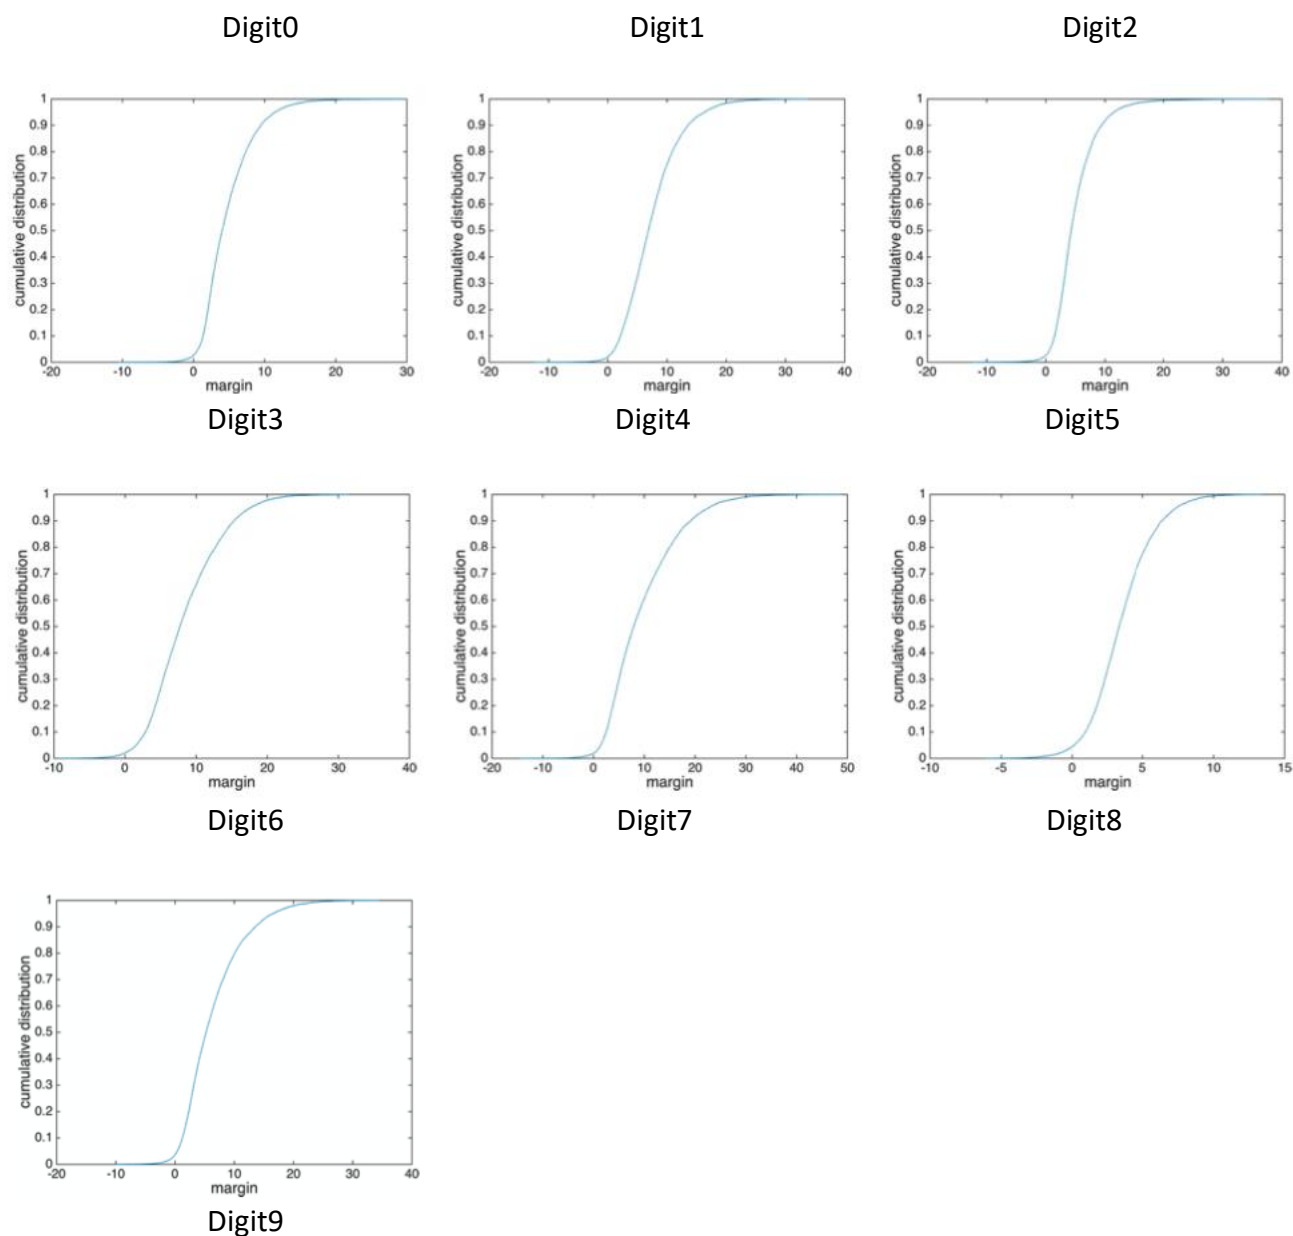 Digit0 Digit1 Digit2
1 1 1
0.9 0.9 0.9
0.8 0.8 0.8
0.7 0.7 0.7
0.6 0.6 0.6
0.5 0.5 0.5
0.4 0.4 0.4
0.3 0.3 0.3
0.2 0.2 0.2
0.1 0.1 0.1
0 0 0
cumulative distribution cumulative distribution cumulative distribution
-20 -10 0 10 20 30 -20 -10 0 10 20 30 40 -20 -10 0 10 20 30 40
margin margin margin
Digit3 Digit4 Digit5
1 1 1
0.9 0.9 0.9
0.8 0.8 0.8
0.7 0.7 0.7
0.6 0.6 0.6
0.5 0.5 0.5
0.4 0.4 0.4
0.3 0.3 0.3
0.2 0.2 0.2
0.1 0.1 0.1
0 0 0
cumulative distribution cumulative distribution cumulative distribution
-10 0 10 20 30 40 -20 -10 0 10 20 30 40 50 -10 -5 0 5 10 15
margin margin margin
Digit6 Digit7 Digit8
1
0.9
0.8
0.7
0.6
0.5
0.4
0.3
0.2
0.1
0
cumulative distribution
-20 -10 0 10 20 30 40
margin
Digit9